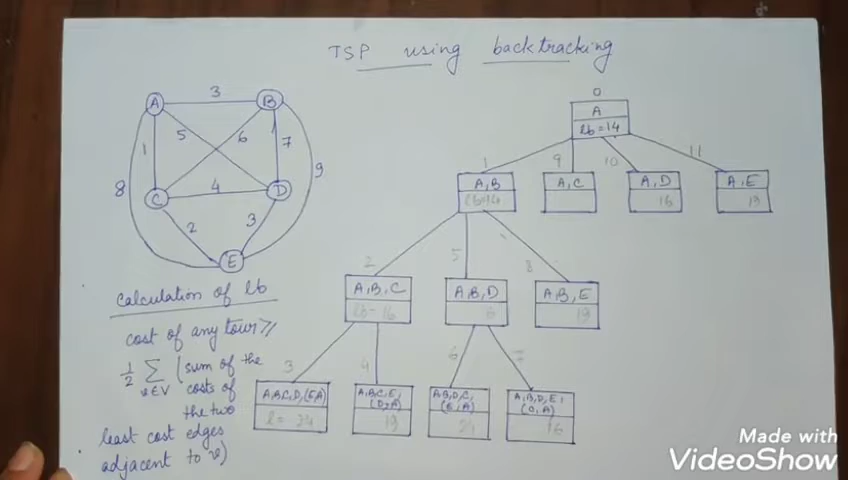 TSP using backtracking
A
3
B
1
5
6
7
8
9
C
4
D
2
3
E
calculation of lb
cost of any tour ≥
1/2 Σ v∈V (sum of the
costs of
the two
least cost edges
adjacent to v)
0
A
lb=14
1
9
10
11
A,B
lb=14
A,C
A,D
16
A,E
19
2
5
8
A,B,C
lb-16
A,B,D
16
A,B,E
19
3
4
6
7
A,B,C,D,(E,A)
l= 24
A,B,C,E,
(D,A)
19
A,B,D,C,
(E,A)
24
A,B,D,E,
(C,A)
16
Made with
VideoShow